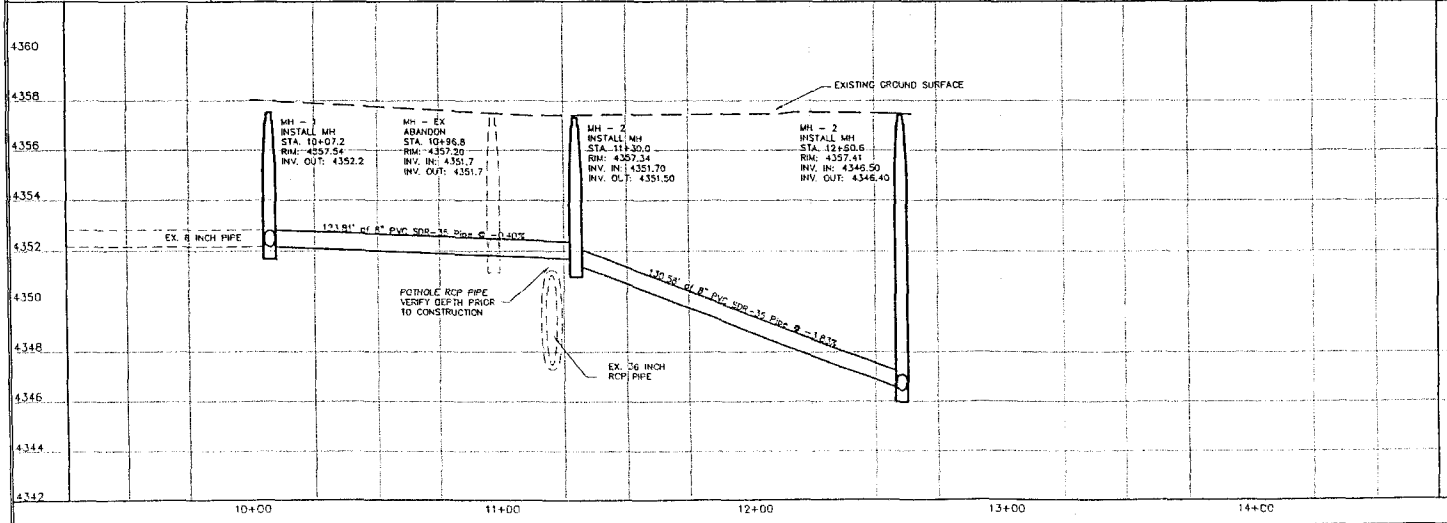 4360
4358
4356
4354
4352
4350
4348
4346
4344
4342
EXISTING GROUND SURFACE
MH - 1
INSTALL MH
STA. 10+07.2
RIM: 4357.54
INV. OUT: 4352.2
MH - EX
ABANDON
STA. 10+96.8
RIM: 4357.20
INV. IN: 4351.7
INV. OUT: 4351.7
MH - 2
INSTALL MH
STA. 11+30.0
RIM: 4357.34
INV. IN: 4351.70
INV. OUT: 4351.50
MH - 2
INSTALL MH
STA. 12+60.6
RIM: 4357.41
INV. IN: 4346.50
INV. OUT: 4346.40
EX. 8 INCH PIPE
123.91' of 8" PVC SDR-35 Pipe @ -0.40%
130.58' of 8" PVC SDR-35 Pipe @ -3.83%
POTHOLE RCP PIPE
VERIFY DEPTH PRIOR
TO CONSTRUCTION
EX. 36 INCH
RCP PIPE
10+00
11+00
12+00
13+00
14+00